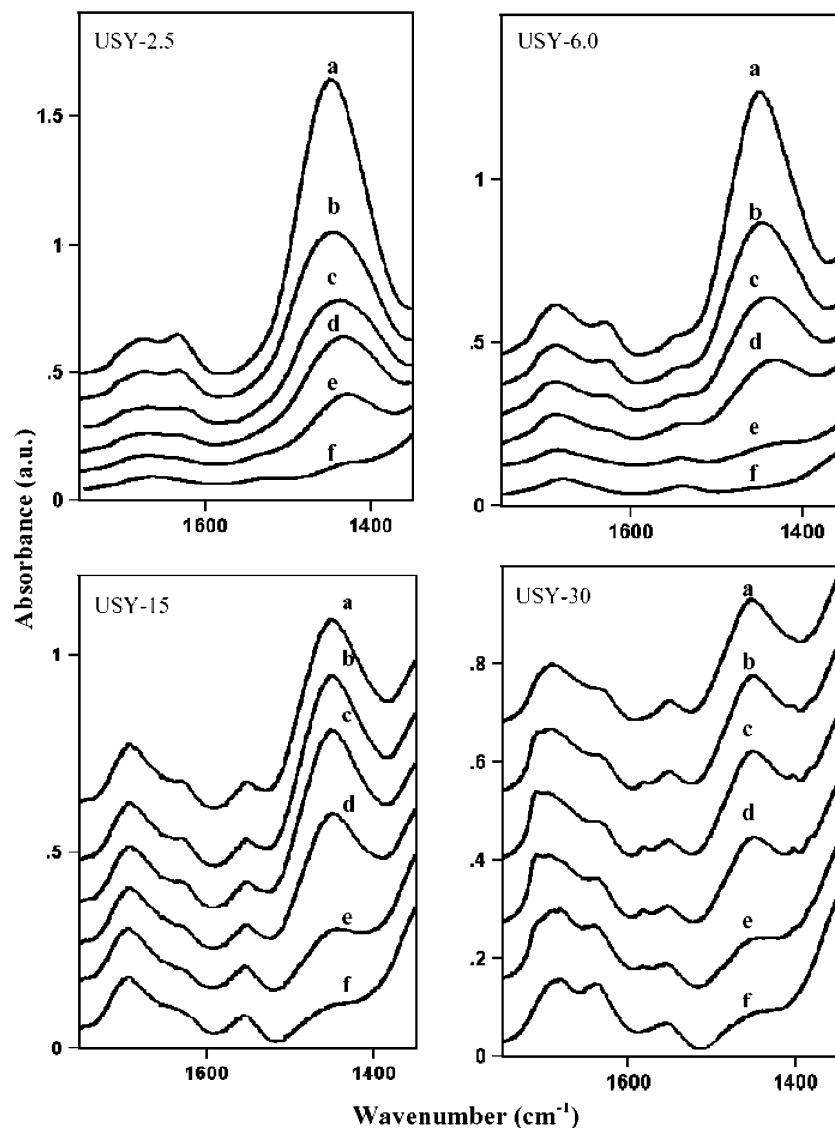 USY-2.5
a
b
c
d
e
f
1.5
1
.5
0
1600
1400
USY-6.0
a
b
c
d
e
f
1
.5
0
1600
1400
Absorbance (a.u.)
USY-15
a
b
c
d
e
f
1
.5
0
1600
1400
USY-30
a
b
c
d
e
f
.8
.6
.4
.2
0
1600
1400
Wavenumber (cm⁻¹)